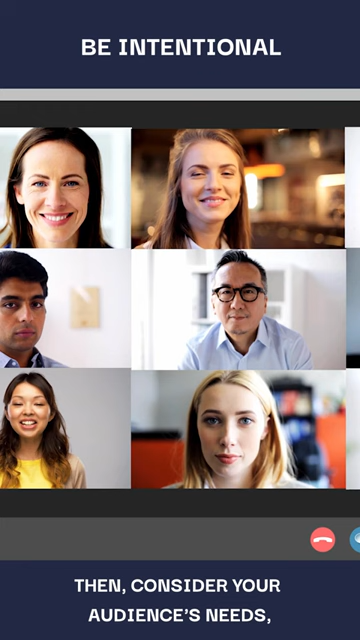 BE INTENTIONAL
THEN, CONSIDER YOUR
AUDIENCE'S NEEDS,